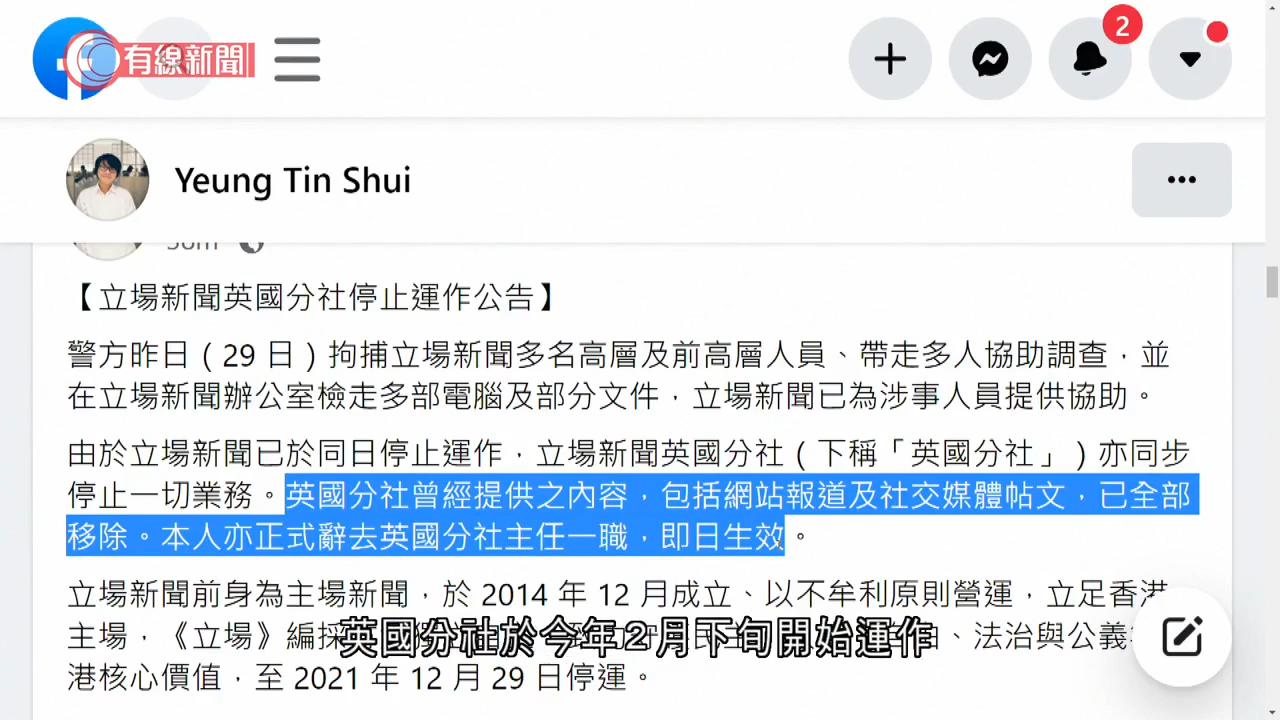 有線新聞
2
Yeung Tin Shui
【立場新聞英國分社停止運作公告】
警方昨日（29 日）拘捕立場新聞多名高層及前高層人員、帶走多人協助調查，並
在立場新聞辦公室檢走多部電腦及部分文件，立場新聞已為涉事人員提供協助。
由於立場新聞已於同日停止運作，立場新聞英國分社（下稱「英國分社」）亦同步
停止一切業務。英國分社曾經提供之內容，包括網站報道及社交媒體帖文，已全部
移除。本人亦正式辭去英國分社主任一職，即日生效。
立場新聞前身為主場新聞，於 2014 年 12 月成立、以不牟利原則營運，立足香港
主場，《立場》編採 、法治與公義
英國分社於今年2月下旬開始運作
港核心價值，至 2021 年 12 月 29 日停運。